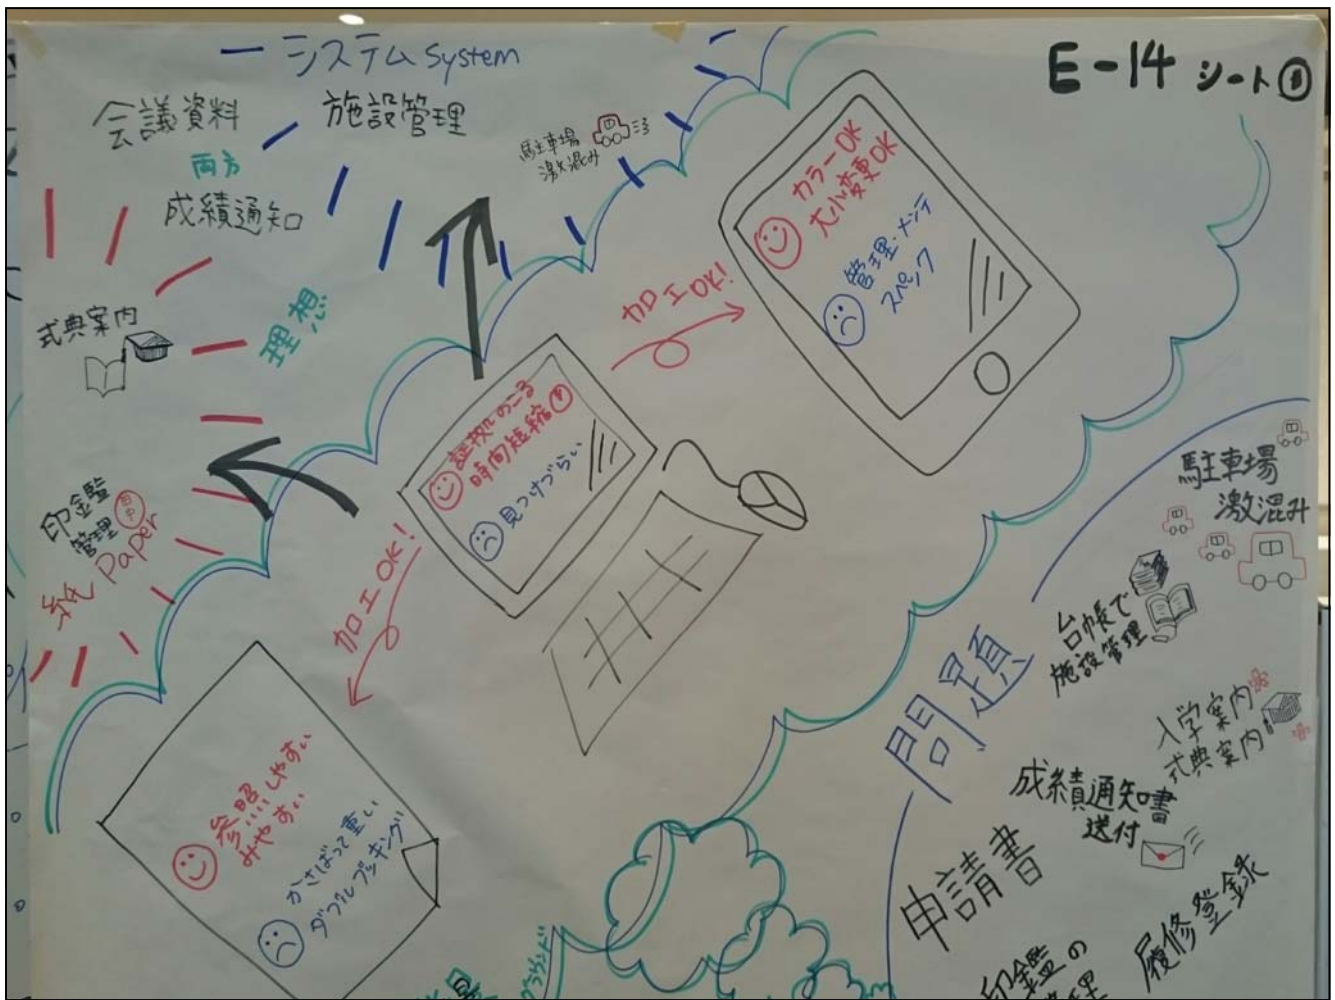 E-14 シート①
システム System
会議資料
施設管理
両方
成績通知
駐車場
激混み
式典案内
理想
印鑑
管理
紙 Paper
カラーOK
大小変更OK
管理・メンテ
スペック
加工OK!
証拠のこる
時間短縮
見つけづらい
加工OK!
参照しやすい
みやすい
かさばって重い
ダブルブッキング
問題
駐車場
激混み
台帳で
施設管理
入学案内
式典案内
成績通知書
送付
申請書
履修登録
印鑑の
管理